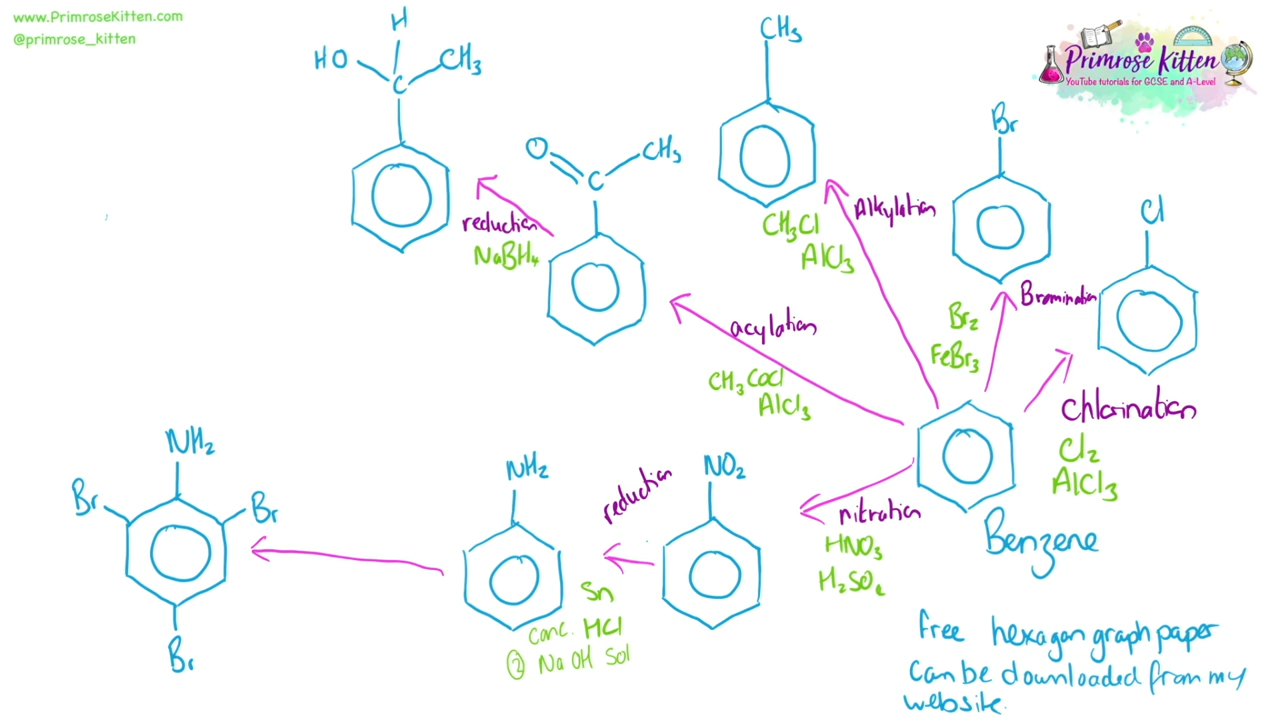 www.PrimroseKitten.com
@primrose_kitten
Primrose Kitten
YouTube tutorials for GCSE and A-Level
H
HO
C
CH₃
reduction
NaBH₄
O
C
CH₃
acylation
CH₃COCl
AlCl₃
CH₃
Alkylation
CH₃Cl
AlCl₃
Br
Bromination
Br₂
FeBr₃
Cl
Chlorination
Cl₂
AlCl₃
Benzene
nitration
HNO₃
H₂SO₄
NO₂
reduction
Sn
conc. HCl
② NaOH Sol
NH₂
NH₂
Br
Br
Br
free hexagon graph paper
can be downloaded from my
website.